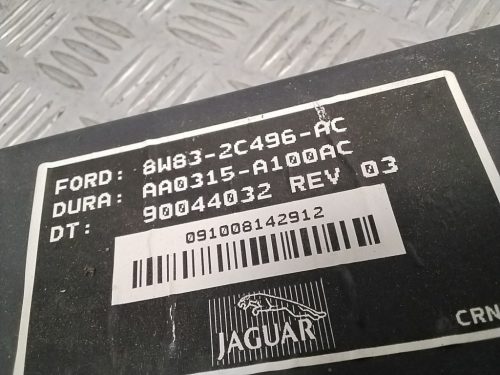 FORD: 8W83-2C496-AC
DURA: AA0315-A100AC
DT: 90044032 REV 03
091008142912
JAGUAR
CRN